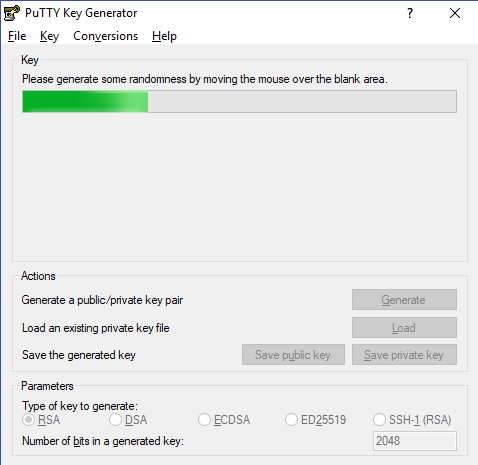 PuTTY Key Generator ? ×
File Key Conversions Help
Key
Please generate some randomness by moving the mouse over the blank area.
Actions
Generate a public/private key pair Generate
Load an existing private key file Load
Save the generated key Save public key Save private key
Parameters
Type of key to generate:
RSA DSA ECDSA ED25519 SSH-1 (RSA)
Number of bits in a generated key: 2048